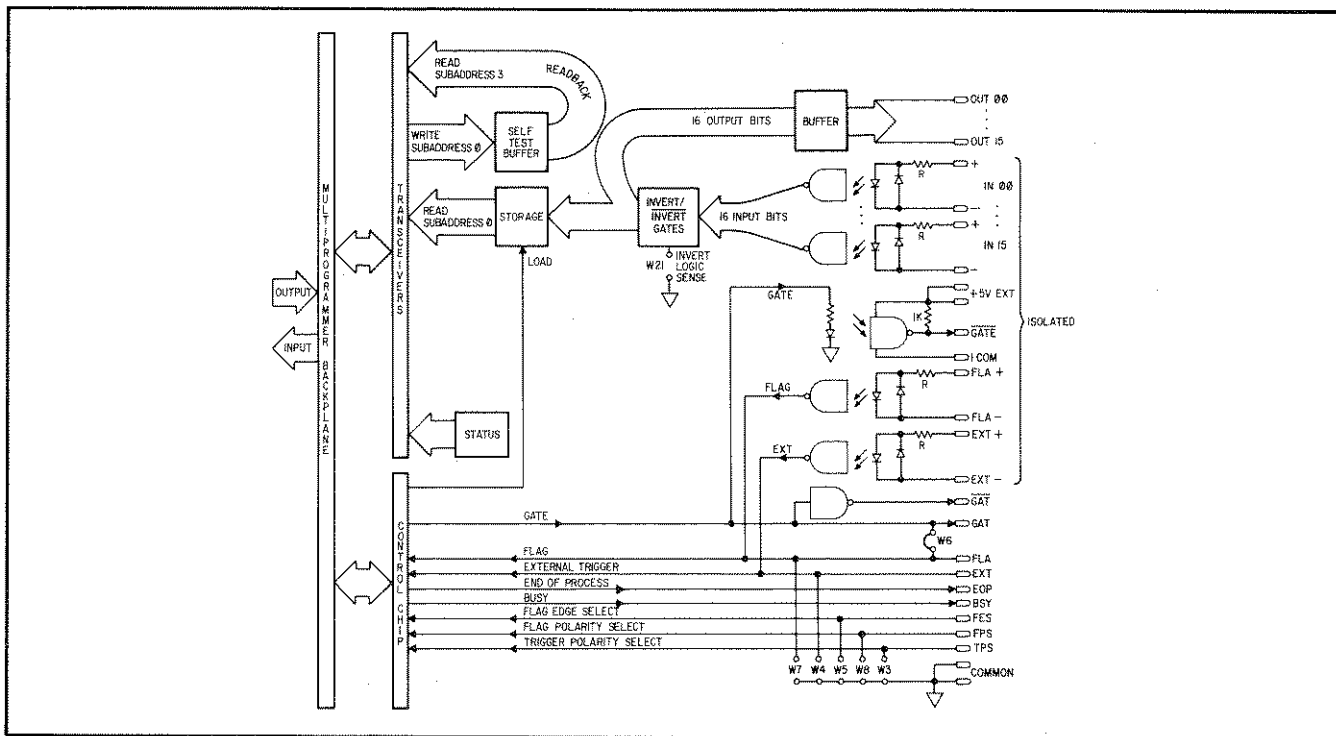 READ
SUBADDRESS 3
READBACK
WRITE
SUBADDRESS Ø
SELF
TEST
BUFFER
16 OUTPUT BITS
BUFFER
OUT 00
OUT 15
MULTIPROGRAMMER BACKPLANE
TRANSCEIVERS
READ
SUBADDRESS Ø
STORAGE
LOAD
INVERT/
INVERT
GATES
16 INPUT BITS
W21
INVERT
LOGIC
SENSE
+
R
IN 00
-
+
R
IN 15
-
OUTPUT
INPUT
GATE
+5V EXT
1K
GATE
I COM
ISOLATED
FLAG
FLA +
R
FLA -
EXT
EXT +
R
EXT -
STATUS
CONTROL CHIP
GAT
GATE
GAT
W6
FLAG
FLA
EXTERNAL TRIGGER
EXT
END OF PROCESS
EOP
BUSY
BSY
FLAG EDGE SELECT
FES
FLAG POLARITY SELECT
FPS
TRIGGER POLARITY SELECT
TPS
W7 W4 W5 W8 W3
COMMON